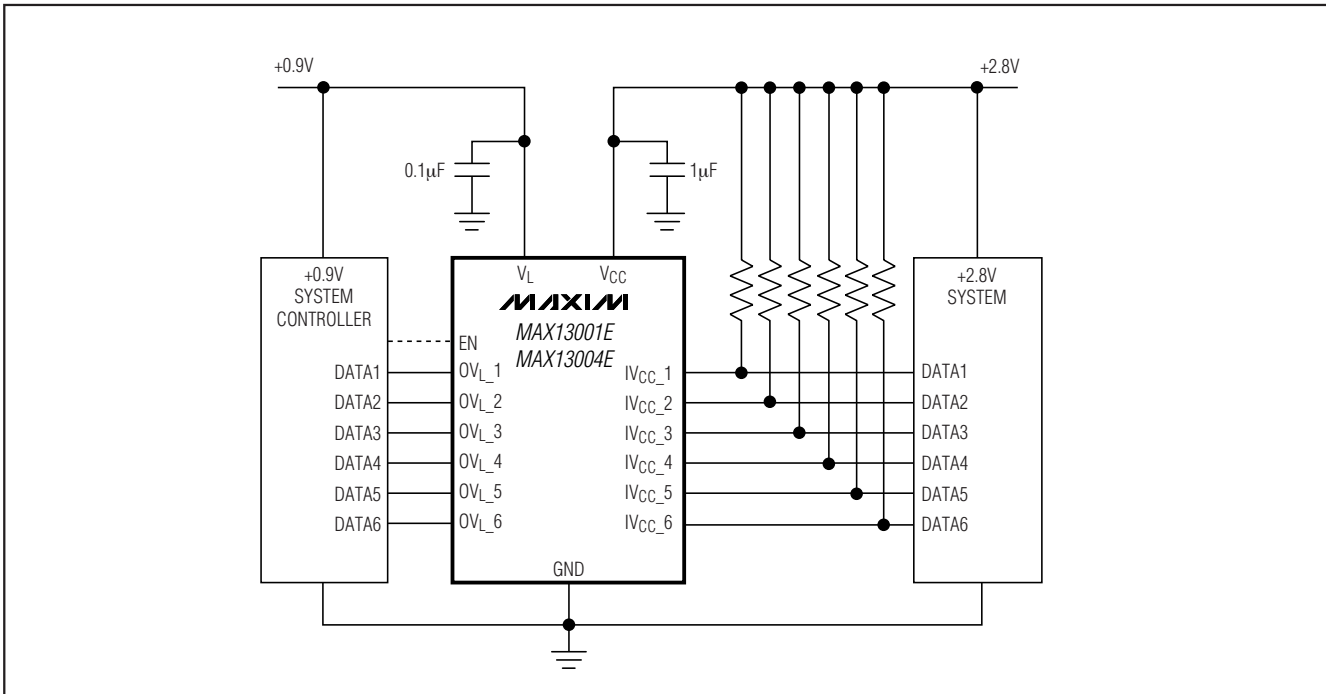 +0.9V
+2.8V
0.1µF
1µF
+0.9V
SYSTEM
CONTROLLER
VL
VCC
MAXIM
MAX13001E
MAX13004E
+2.8V
SYSTEM
EN
DATA1
OVL_1
IVCC_1
DATA1
DATA2
OVL_2
IVCC_2
DATA2
DATA3
OVL_3
IVCC_3
DATA3
DATA4
OVL_4
IVCC_4
DATA4
DATA5
OVL_5
IVCC_5
DATA5
DATA6
OVL_6
IVCC_6
DATA6
GND